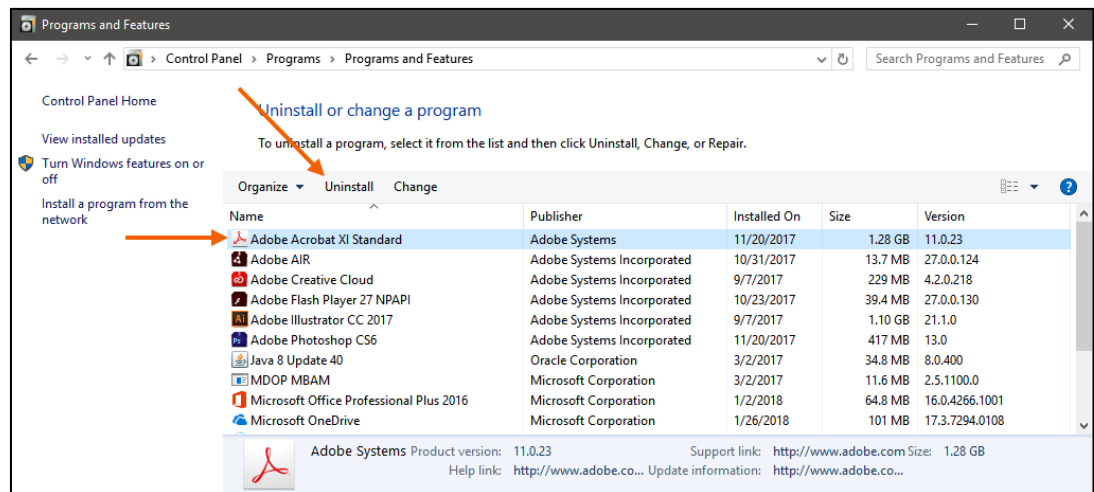 Programs and Features
Control Panel > Programs > Programs and Features
Search Programs and Features
Control Panel Home
View installed updates
Turn Windows features on or
off
Install a program from the
network
Uninstall or change a program
To uninstall a program, select it from the list and then click Uninstall, Change, or Repair.
Organize Uninstall Change
Name Publisher Installed On Size Version
Adobe Acrobat XI Standard Adobe Systems 11/20/2017 1.28 GB 11.0.23
Adobe AIR Adobe Systems Incorporated 10/31/2017 13.7 MB 27.0.0.124
Adobe Creative Cloud Adobe Systems Incorporated 9/7/2017 229 MB 4.2.0.218
Adobe Flash Player 27 NPAPI Adobe Systems Incorporated 10/23/2017 39.4 MB 27.0.0.130
Adobe Illustrator CC 2017 Adobe Systems Incorporated 9/7/2017 1.10 GB 21.1.0
Adobe Photoshop CS6 Adobe Systems Incorporated 11/20/2017 417 MB 13.0
Java 8 Update 40 Oracle Corporation 3/2/2017 34.8 MB 8.0.400
MDOP MBAM Microsoft Corporation 3/2/2017 11.6 MB 2.5.1100.0
Microsoft Office Professional Plus 2016 Microsoft Corporation 1/2/2018 64.8 MB 16.0.4266.1001
Microsoft OneDrive Microsoft Corporation 1/26/2018 101 MB 17.3.7294.0108
Adobe Systems Product version: 11.0.23 Support link: http://www.adobe.com Size: 1.28 GB
Help link: http://www.adobe.co... Update information: http://www.adobe.co...